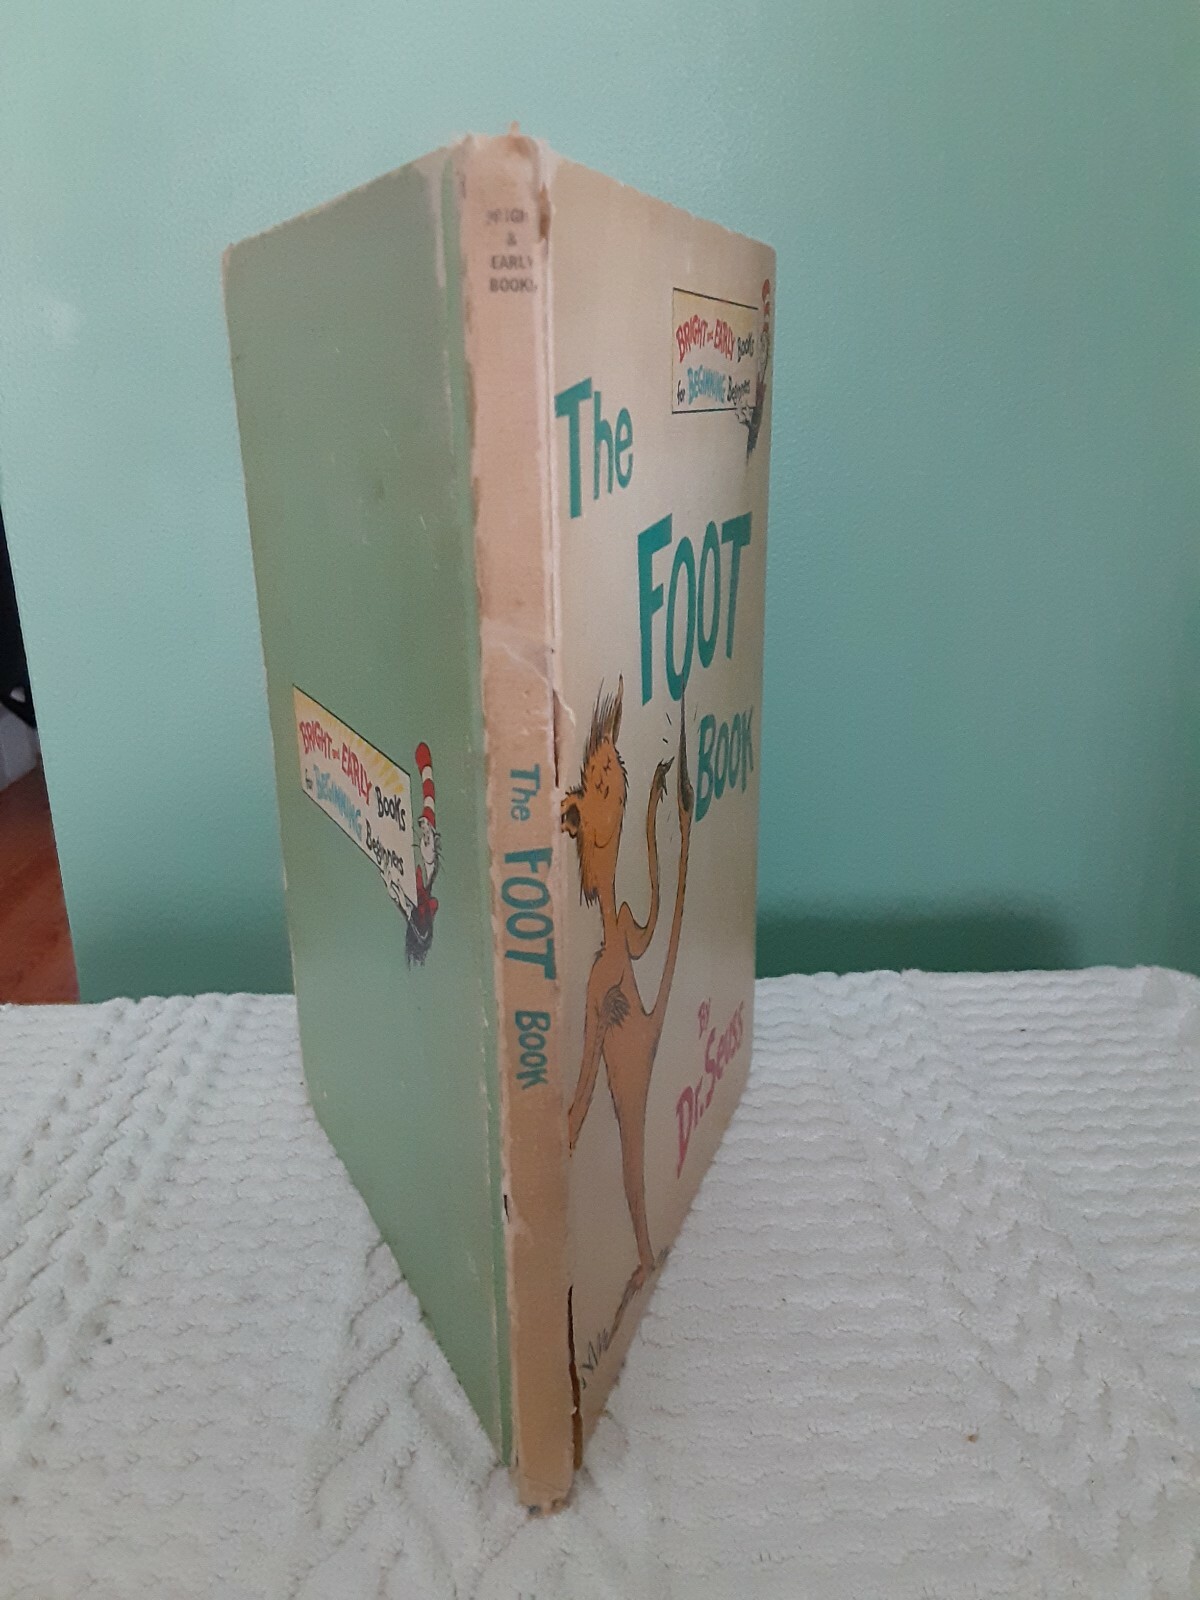 &
EARLY
BOOKS
The FOOT BOOK
BRIGHT and EARLY BOOKS
for BEGINNING Beginners
BRIGHT and EARLY BOOKS
for BEGINNING Beginners
The
FOOT
BOOK
By
Dr. Seuss